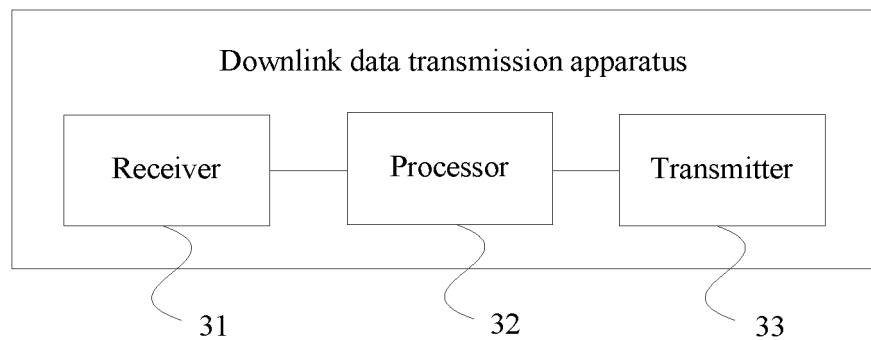 Downlink data transmission apparatus
Receiver
Processor
Transmitter
31
32
33